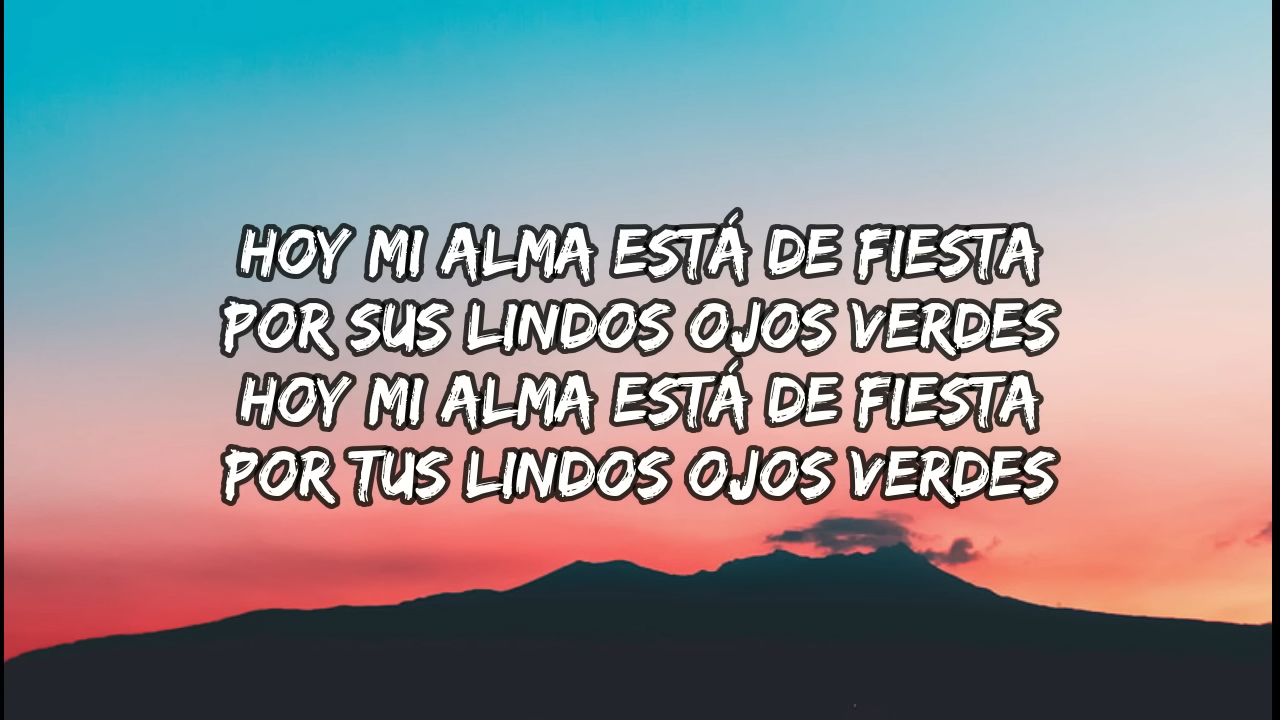 HOY MI ALMA ESTÁ DE FIESTA
POR SUS LINDOS OJOS VERDES
HOY MI ALMA ESTÁ DE FIESTA
POR TUS LINDOS OJOS VERDES